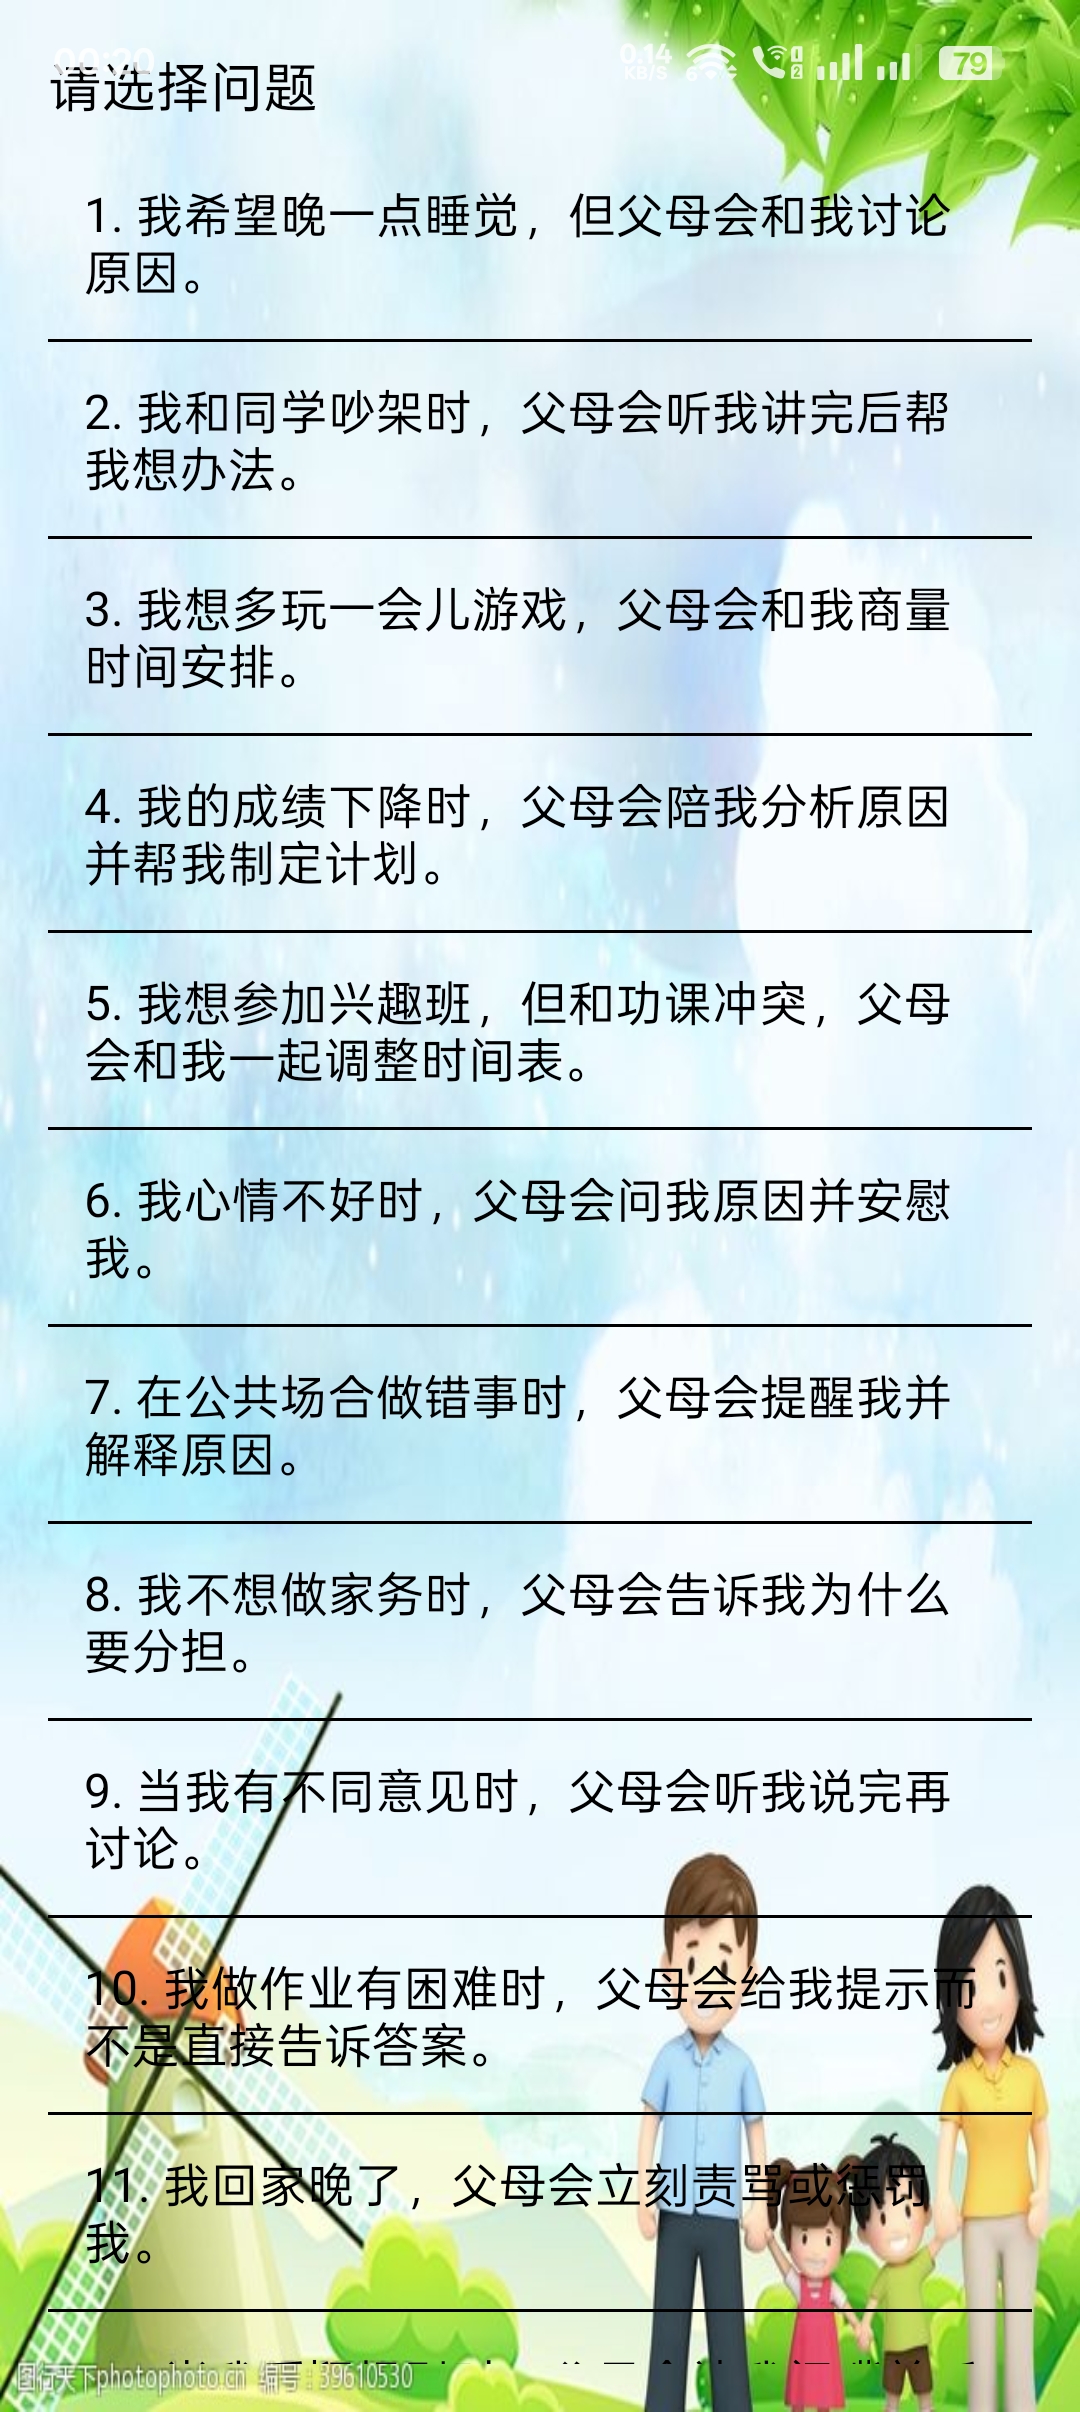 0.14
KB/S
79
请选择问题
1. 我希望晚一点睡觉，但父母会和我讨论
原因。
2. 我和同学吵架时，父母会听我讲完后帮
我想办法。
3. 我想多玩一会儿游戏，父母会和我商量
时间安排。
4. 我的成绩下降时，父母会陪我分析原因
并帮我制定计划。
5. 我想参加兴趣班，但和功课冲突，父母
会和我一起调整时间表。
6. 我心情不好时，父母会问我原因并安慰
我。
7. 在公共场合做错事时，父母会提醒我并
解释原因。
8. 我不想做家务时，父母会告诉我为什么
要分担。
9. 当我有不同意见时，父母会听我说完再
讨论。
10. 我做作业有困难时，父母会给我提示而
不是直接告诉答案。
11. 我回家晚了，父母会立刻责骂或惩罚
我。
图行天下photophoto.cn 编号：39610530